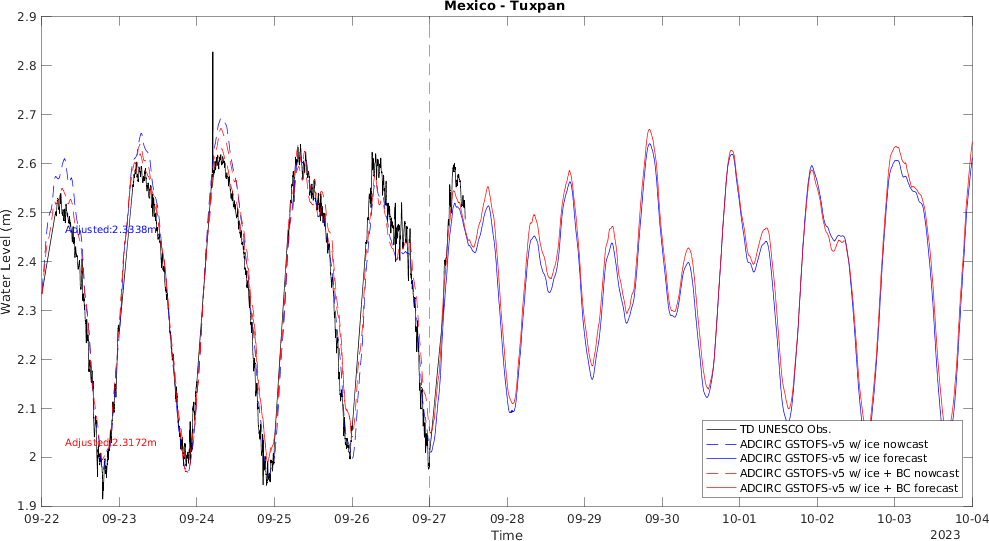 Mexico - Tuxpan
2.9
2.8
2.7
2.6
2.5
2.4
2.3
2.2
2.1
2
1.9
Water Level (m)
Adjusted:2.3338m
Adjusted:2.3172m
TD UNESCO Obs.
ADCIRC GSTOFS-v5 w/ ice nowcast
ADCIRC GSTOFS-v5 w/ ice forecast
ADCIRC GSTOFS-v5 w/ ice + BC nowcast
ADCIRC GSTOFS-v5 w/ ice + BC forecast
09-22 09-23 09-24 09-25 09-26 09-27 09-28 09-29 09-30 10-01 10-02 10-03 10-04
Time
2023